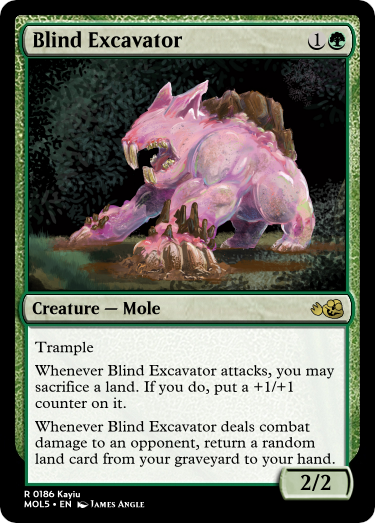 Blind Excavator 1
Creature — Mole
Trample
Whenever Blind Excavator attacks, you may
sacrifice a land. If you do, put a +1/+1
counter on it.
Whenever Blind Excavator deals combat
damage to an opponent, return a random
land card from your graveyard to your hand.
2/2
R 0186 Kayiu
MOL5 • EN James Angle